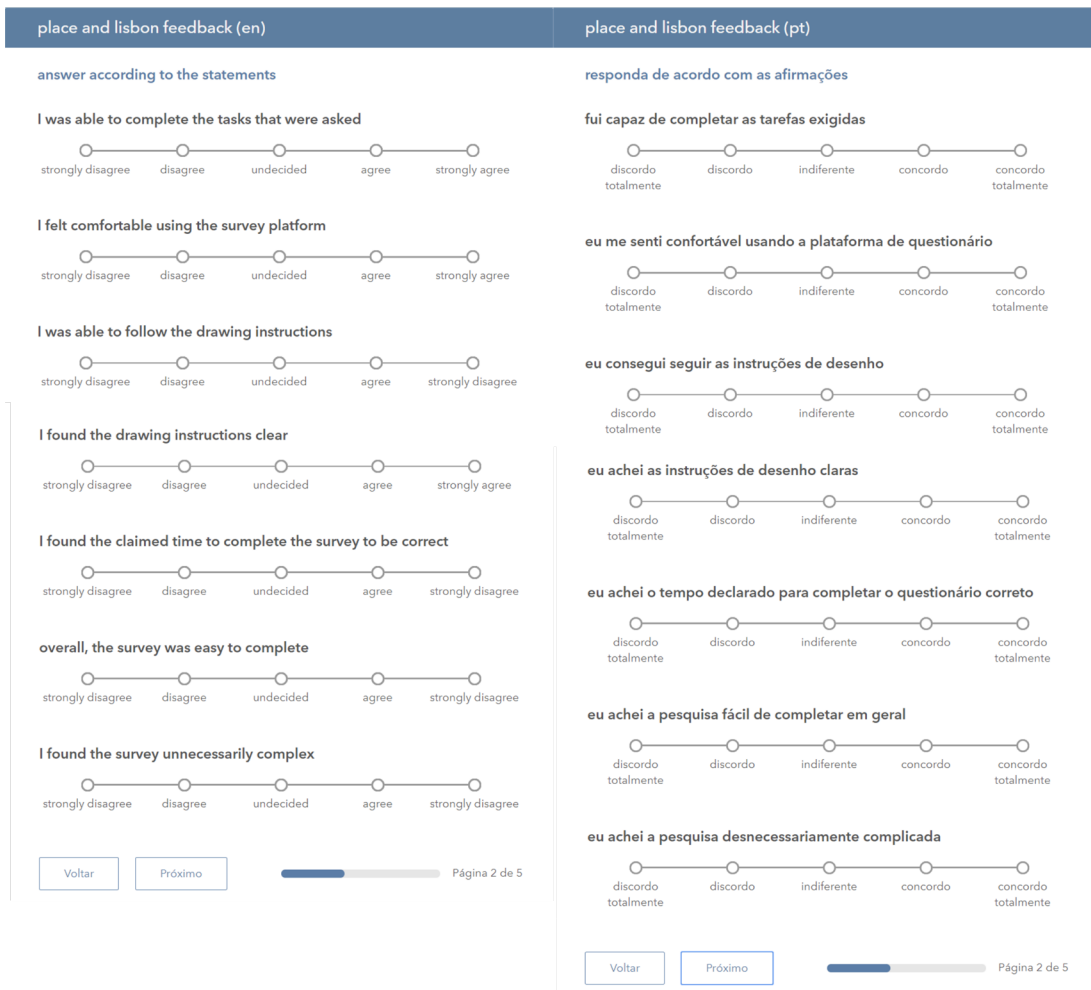 place and lisbon feedback (en)
answer according to the statements
I was able to complete the tasks that were asked
strongly disagree disagree undecided agree strongly agree
I felt comfortable using the survey platform
strongly disagree disagree undecided agree strongly agree
I was able to follow the drawing instructions
strongly disagree disagree undecided agree strongly disagree
I found the drawing instructions clear
strongly disagree disagree undecided agree strongly agree
I found the claimed time to complete the survey to be correct
strongly disagree disagree undecided agree strongly disagree
overall, the survey was easy to complete
strongly disagree disagree undecided agree strongly disagree
I found the survey unnecessarily complex
strongly disagree disagree undecided agree strongly disagree
Voltar Próximo Página 2 de 5
place and lisbon feedback (pt)
responda de acordo com as afirmações
fui capaz de completar as tarefas exigidas
discordo discordo indiferente concordo concordo
totalmente totalmente
eu me senti confortável usando a plataforma de questionário
discordo discordo indiferente concordo concordo
totalmente totalmente
eu consegui seguir as instruções de desenho
discordo discordo indiferente concordo concordo
totalmente totalmente
eu achei as instruções de desenho claras
discordo discordo indiferente concordo concordo
totalmente totalmente
eu achei o tempo declarado para completar o questionário correto
discordo discordo indiferente concordo concordo
totalmente totalmente
eu achei a pesquisa fácil de completar em geral
discordo discordo indiferente concordo concordo
totalmente totalmente
eu achei a pesquisa desnecessariamente complicada
discordo discordo indiferente concordo concordo
totalmente totalmente
Voltar Próximo Página 2 de 5